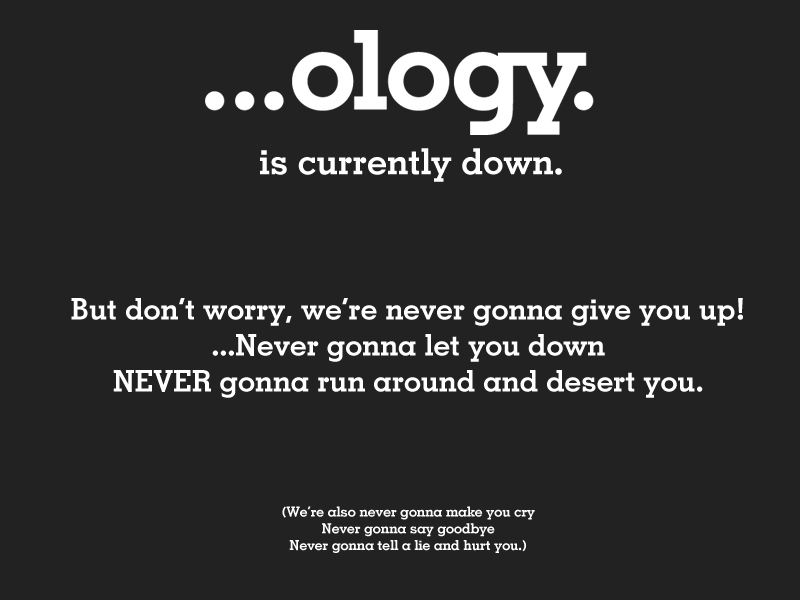 ...ology.
is currently down.
But don't worry, we're never gonna give you up!
...Never gonna let you down
NEVER gonna run around and desert you.
(We're also never gonna make you cry
Never gonna say goodbye
Never gonna tell a lie and hurt you.)